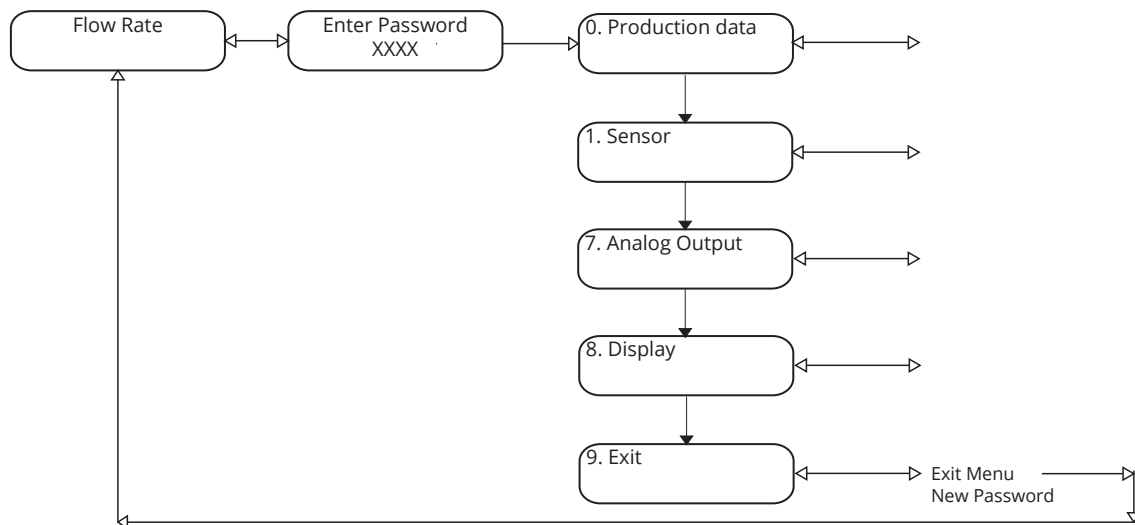 Flow Rate
Enter Password
XXXX
0. Production data
1. Sensor
7. Analog Output
8. Display
9. Exit
Exit Menu
New Password